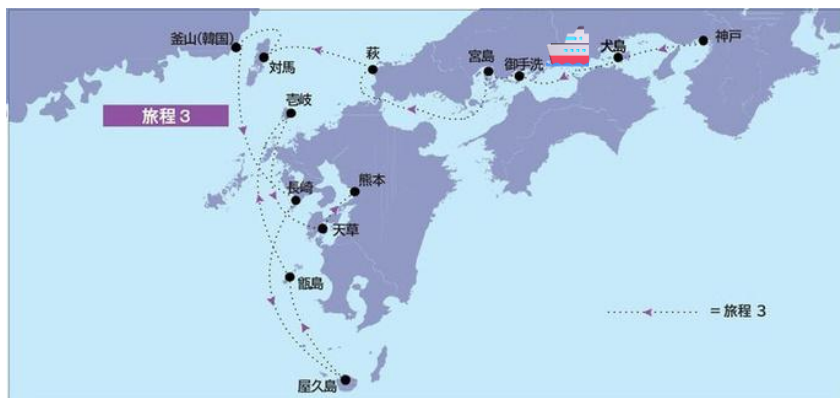 釜山(韓国)
対馬
萩
宮島
御手洗
犬島
神戸
壱岐
旅程 3
長崎
熊本
天草
甑島
屋久島
= 旅程 3